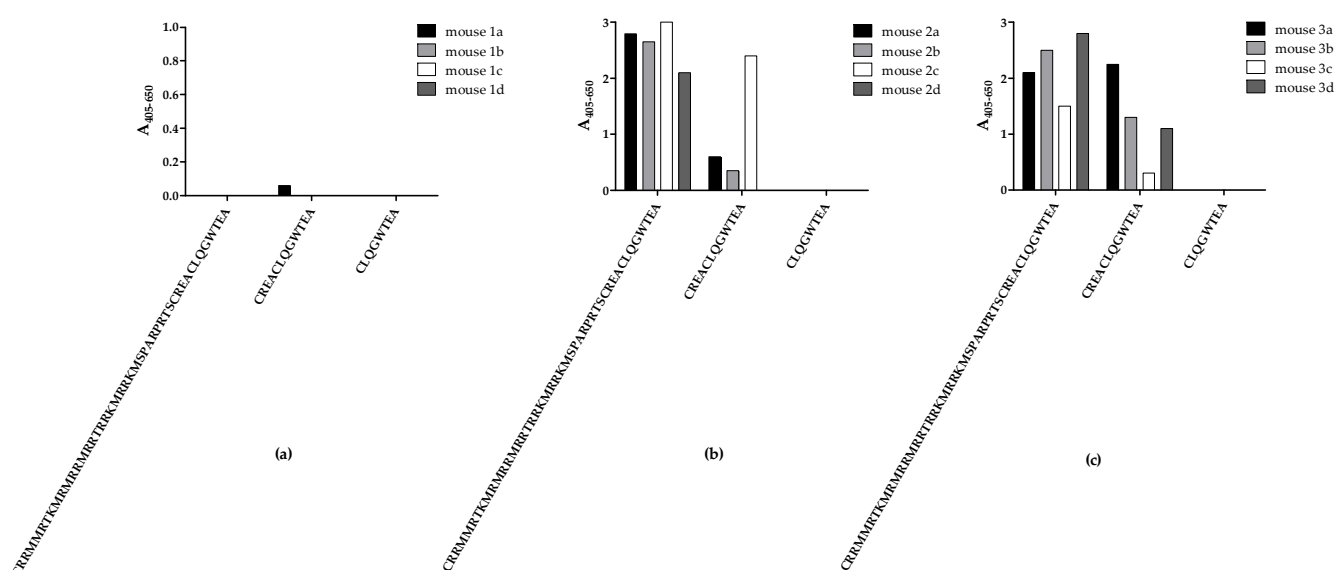 1.0
0.8
0.6
0.4
0.2
0.0
A405-650
mouse 1a
mouse 1b
mouse 1c
mouse 1d
CRRMMRTKMRMRRMRRTRRKMRRKMSPARPRTSCREACLQGWTEA
CREACLQGWTEA
CLQGWTEA
(a)
3
2
1
0
A405-650
mouse 2a
mouse 2b
mouse 2c
mouse 2d
CRRMMRTKMRMRRMRRTRRKMRRKMSPARPRTSCREACLQGWTEA
CREACLQGWTEA
CLQGWTEA
(b)
3
2
1
0
A405-650
mouse 3a
mouse 3b
mouse 3c
mouse 3d
CRRMMRTKMRMRRMRRTRRKMRRKMSPARPRTSCREACLQGWTEA
CREACLQGWTEA
CLQGWTEA
(c)